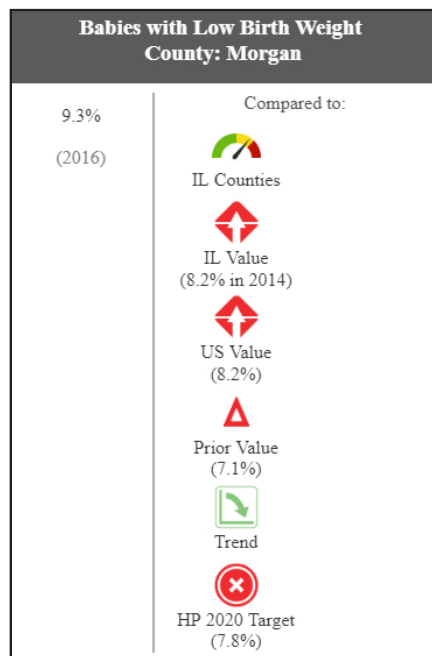 Babies with Low Birth Weight
County: Morgan
9.3%
(2016)
Compared to:
IL Counties
IL Value
(8.2% in 2014)
US Value
(8.2%)
Prior Value
(7.1%)
Trend
HP 2020 Target
(7.8%)